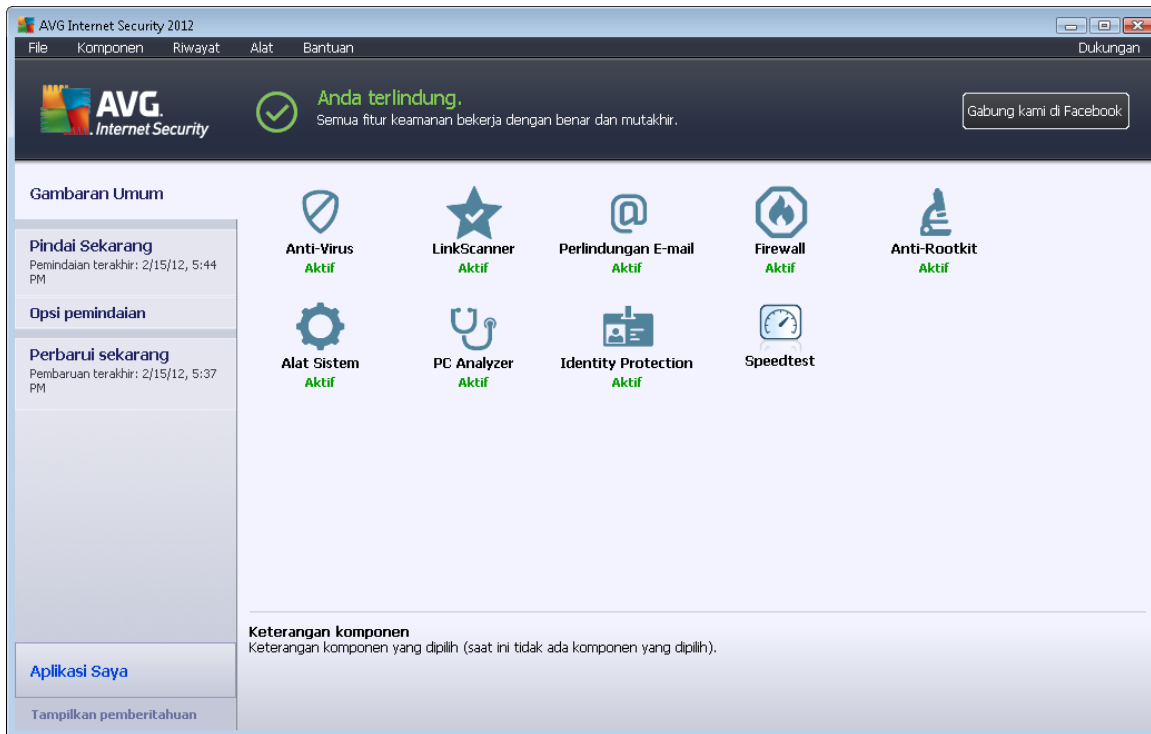 AVG Internet Security 2012
File Komponen Riwayat Alat Bantuan Dukungan
AVG.
Internet Security
Anda terlindung.
Semua fitur keamanan bekerja dengan benar dan mutakhir.
Gabung kami di Facebook
Gambaran Umum
Pindai Sekarang
Pemindaian terakhir: 2/15/12, 5:44
PM
Opsi pemindaian
Perbarui sekarang
Pembaruan terakhir: 2/15/12, 5:37
PM
Anti-Virus
Aktif
LinkScanner
Aktif
Perlindungan E-mail
Aktif
Firewall
Aktif
Anti-Rootkit
Aktif
Alat Sistem
Aktif
PC Analyzer
Aktif
Identity Protection
Aktif
Speedtest
Keterangan komponen
Keterangan komponen yang dipilih (saat ini tidak ada komponen yang dipilih).
Aplikasi Saya
Tampilkan pemberitahuan